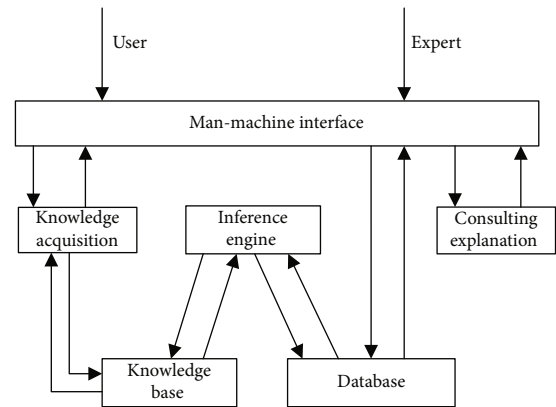 User
Expert
Man-machine interface
Knowledge
acquisition
Inference
engine
Consulting
explanation
Knowledge
base
Database